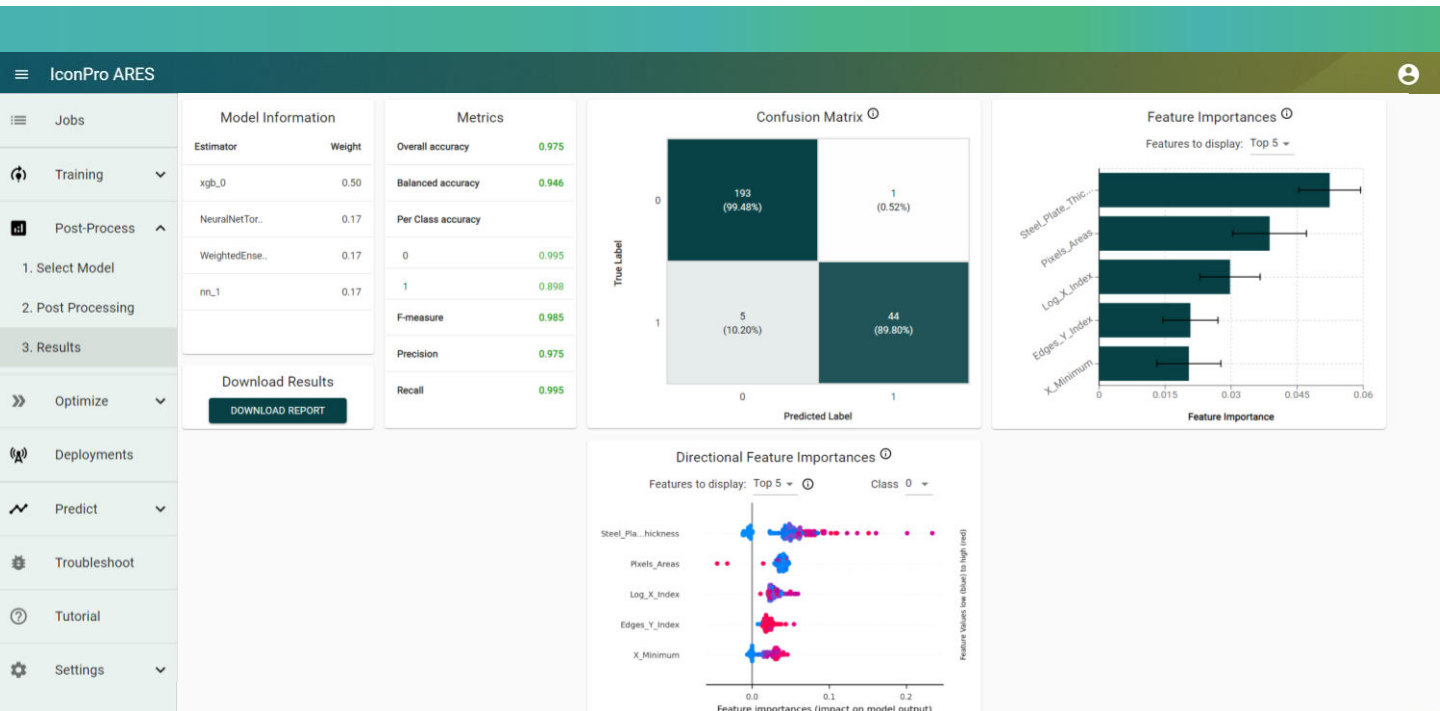 IconPro ARES
Jobs
Training
Post-Process
1. Select Model
2. Post Processing
3. Results
Optimize
Deployments
Predict
Troubleshoot
Tutorial
Settings
Model Information
Estimator Weight
xgb_0 0.50
NeuralNetTor.. 0.17
WeightedEnse.. 0.17
nn_1 0.17
Download Results
DOWNLOAD REPORT
Metrics
Overall accuracy 0.975
Balanced accuracy 0.946
Per Class accuracy
0 0.995
1 0.898
F-measure 0.985
Precision 0.975
Recall 0.995
Confusion Matrix
True Label
0
193
(99.48%)
1
(0.52%)
1
5
(10.20%)
44
(89.80%)
0 1
Predicted Label
Feature Importances
Features to display: Top 5
Steel_Plate_Thic...
Pixels_Areas
Log_X_Index
Edges_Y_Index
X_Minimum
0 0.015 0.03 0.045 0.06
Feature Importance
Directional Feature Importances
Features to display: Top 5 Class 0
Steel_Pla...hickness
Pixels_Areas
Log_X_Index
Edges_Y_Index
X_Minimum
Feature Values low (blue) to high (red)
0.0 0.1 0.2
Feature importances (impact on model output)